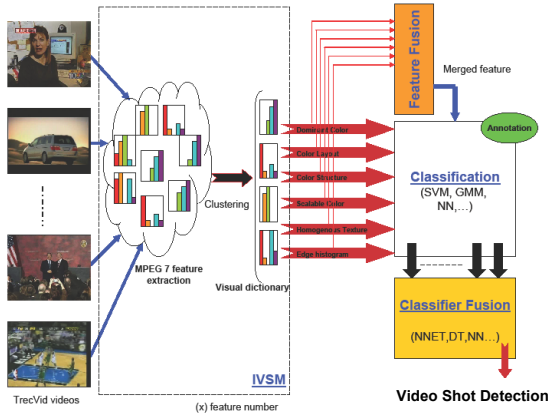 Feature Fusion
Merged feature
Annotation
Dominant Color
Color Layout
Color Structure
Scalable Color
Homogenous Texture
Edge histogram
Classification
(SVM, GMM,
NN,...)
Clustering
MPEG 7 feature
extraction
Visual dictionary
Classifier Fusion
(NNET,DT,NN...)
IVSM
TrecVid videos
(x) feature number
Video Shot Detection